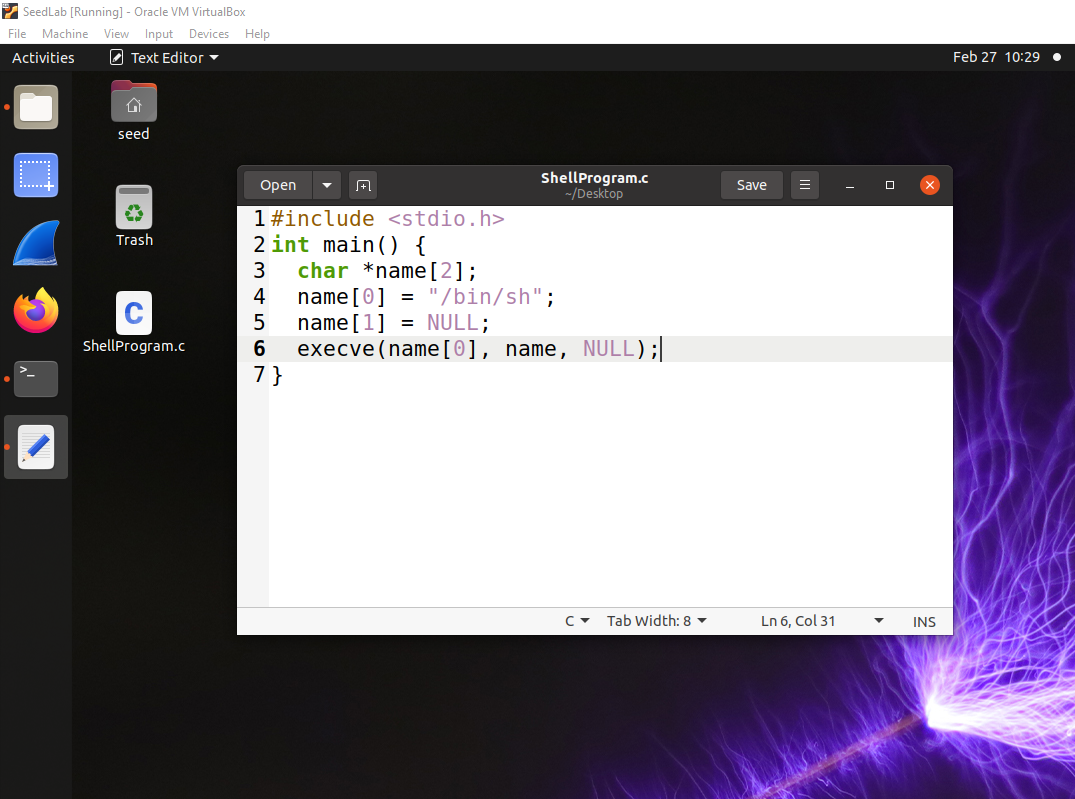 SeedLab [Running] - Oracle VM VirtualBox
File Machine View Input Devices Help
Activities Text Editor Feb 27 10:29
seed
Trash
ShellProgram.c
Open ShellProgram.c Save
~/Desktop
1 #include <stdio.h>
2 int main() {
3   char *name[2];
4   name[0] = "/bin/sh";
5   name[1] = NULL;
6   execve(name[0], name, NULL);
7 }
C Tab Width: 8 Ln 6, Col 31 INS